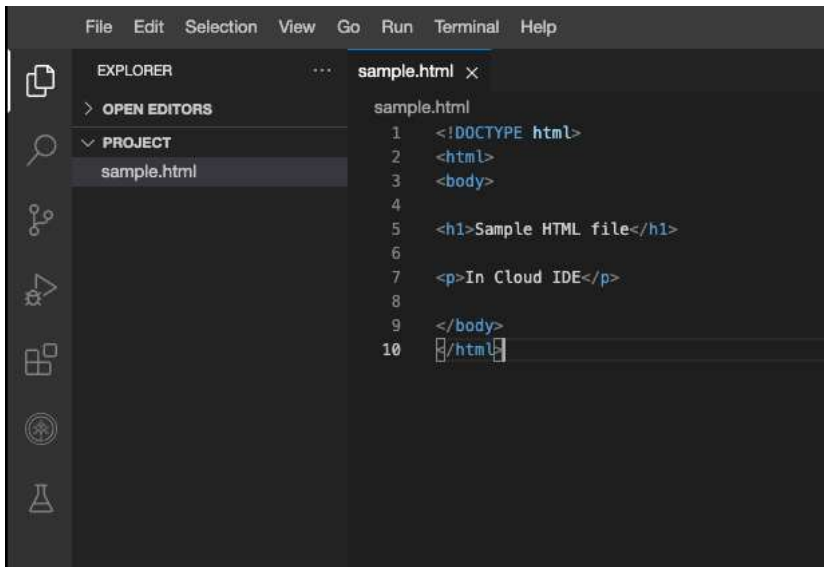 File Edit Selection View Go Run Terminal Help
EXPLORER ···
> OPEN EDITORS
PROJECT
sample.html
sample.html ×
sample.html
1 <!DOCTYPE html>
2 <html>
3 <body>
4
5 <h1>Sample HTML file</h1>
6
7 <p>In Cloud IDE</p>
8
9 </body>
10 </html>